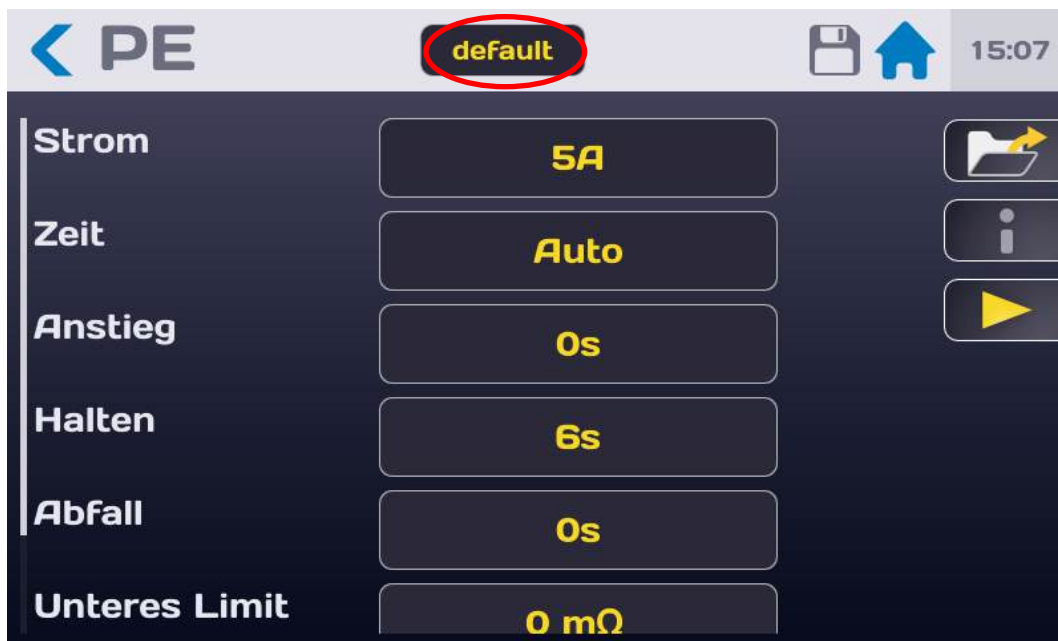 PE
default
15:07
Strom
5A
Zeit
Auto
Anstieg
0s
Halten
6s
Abfall
0s
Unteres Limit
0 mΩ